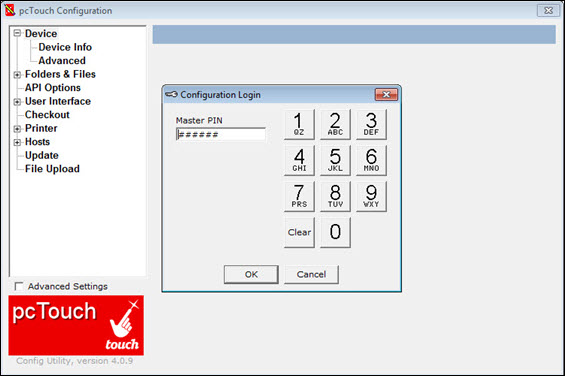 pcTouch Configuration
Device
Device Info
Advanced
Folders & Files
API Options
User Interface
Checkout
Printer
Hosts
Update
File Upload
Advanced Settings
pcTouch
touch
Config Utility, version 4.0.9
Configuration Login
Master PIN
######
1 2 3
QZ ABC DEF
4 5 6
GHI JKL MNO
7 8 9
PRS TUV WXY
Clear 0
OK Cancel